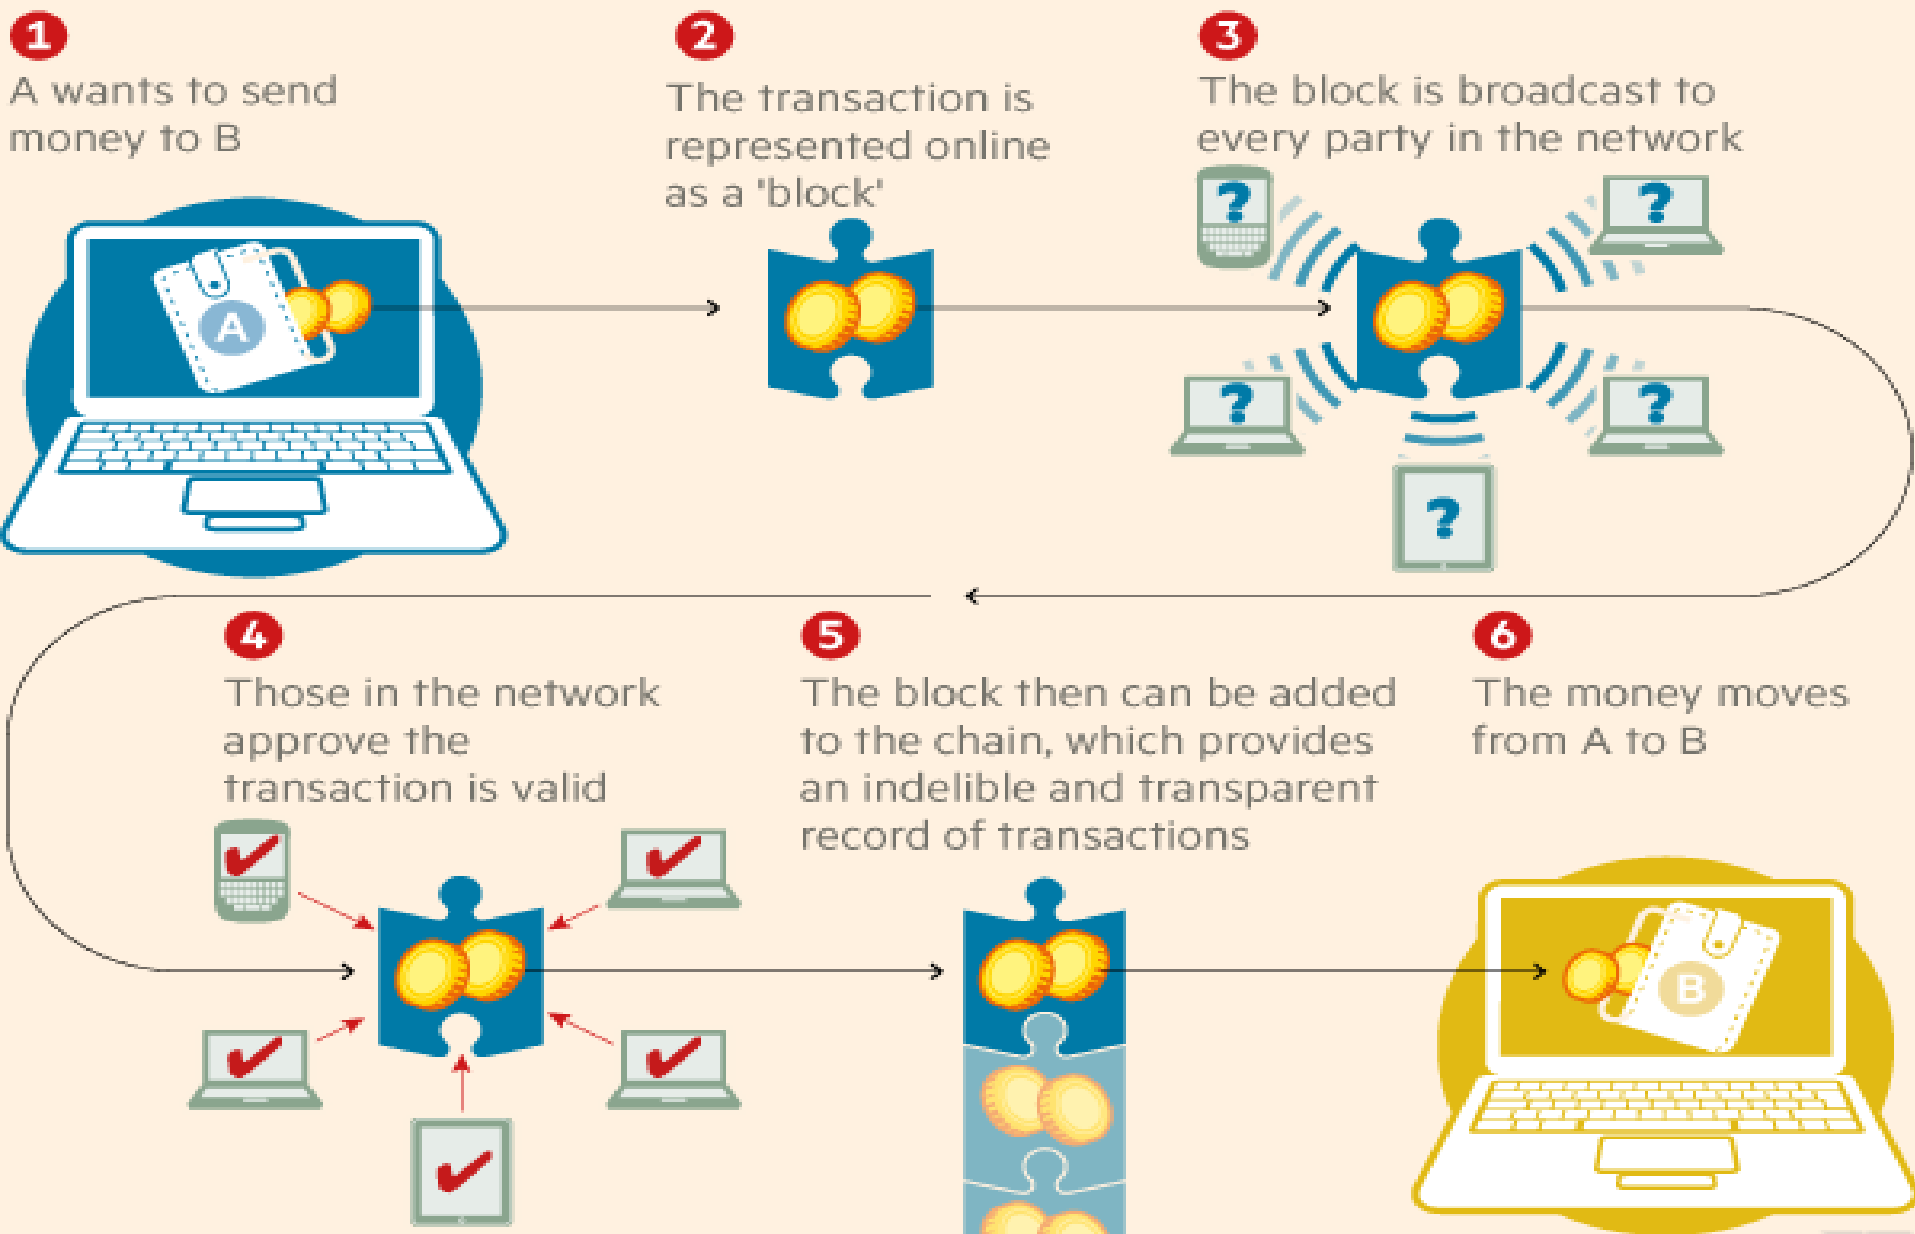 1
A wants to send
money to B
2
The transaction is
represented online
as a 'block'
3
The block is broadcast to
every party in the network
A
?
?
?
?
?
4
Those in the network
approve the
transaction is valid
5
The block then can be added
to the chain, which provides
an indelible and transparent
record of transactions
6
The money moves
from A to B
B